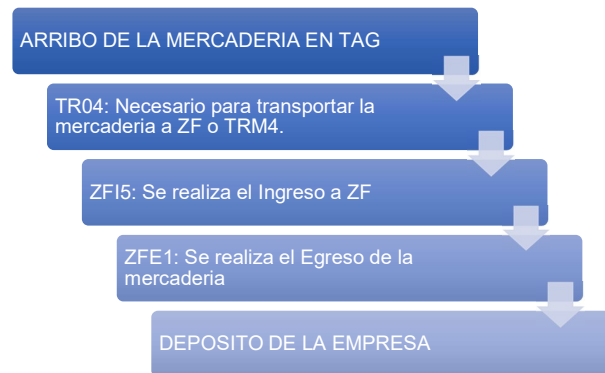 ARRIBO DE LA MERCADERIA EN TAG
TR04: Necesario para transportar la
mercaderia a ZF o TRM4.
ZFI5: Se realiza el Ingreso a ZF
ZFE1: Se realiza el Egreso de la
mercaderia
DEPOSITO DE LA EMPRESA